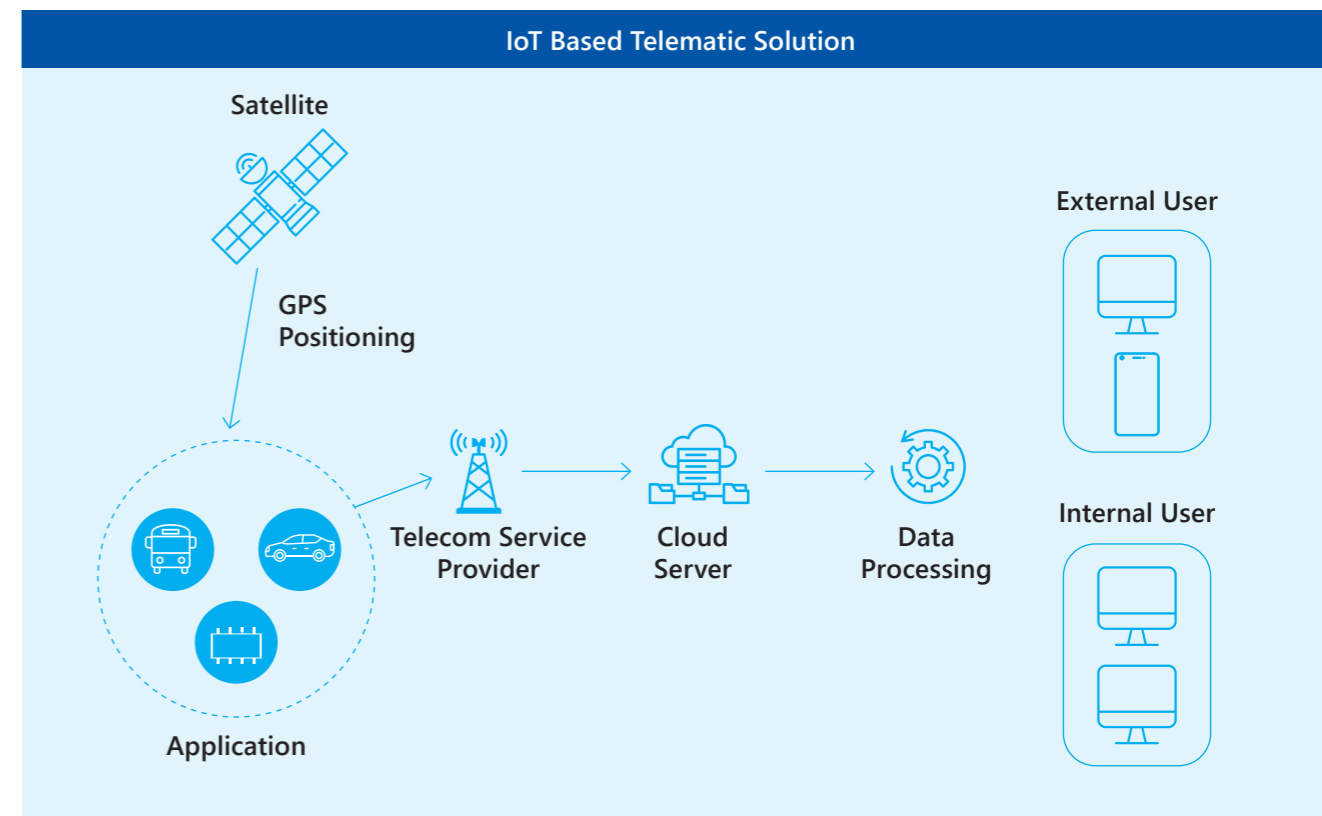 IoT Based Telematic Solution
Satellite
GPS
Positioning
External User
Telecom Service
Provider
Cloud
Server
Data
Processing
Internal User
Application